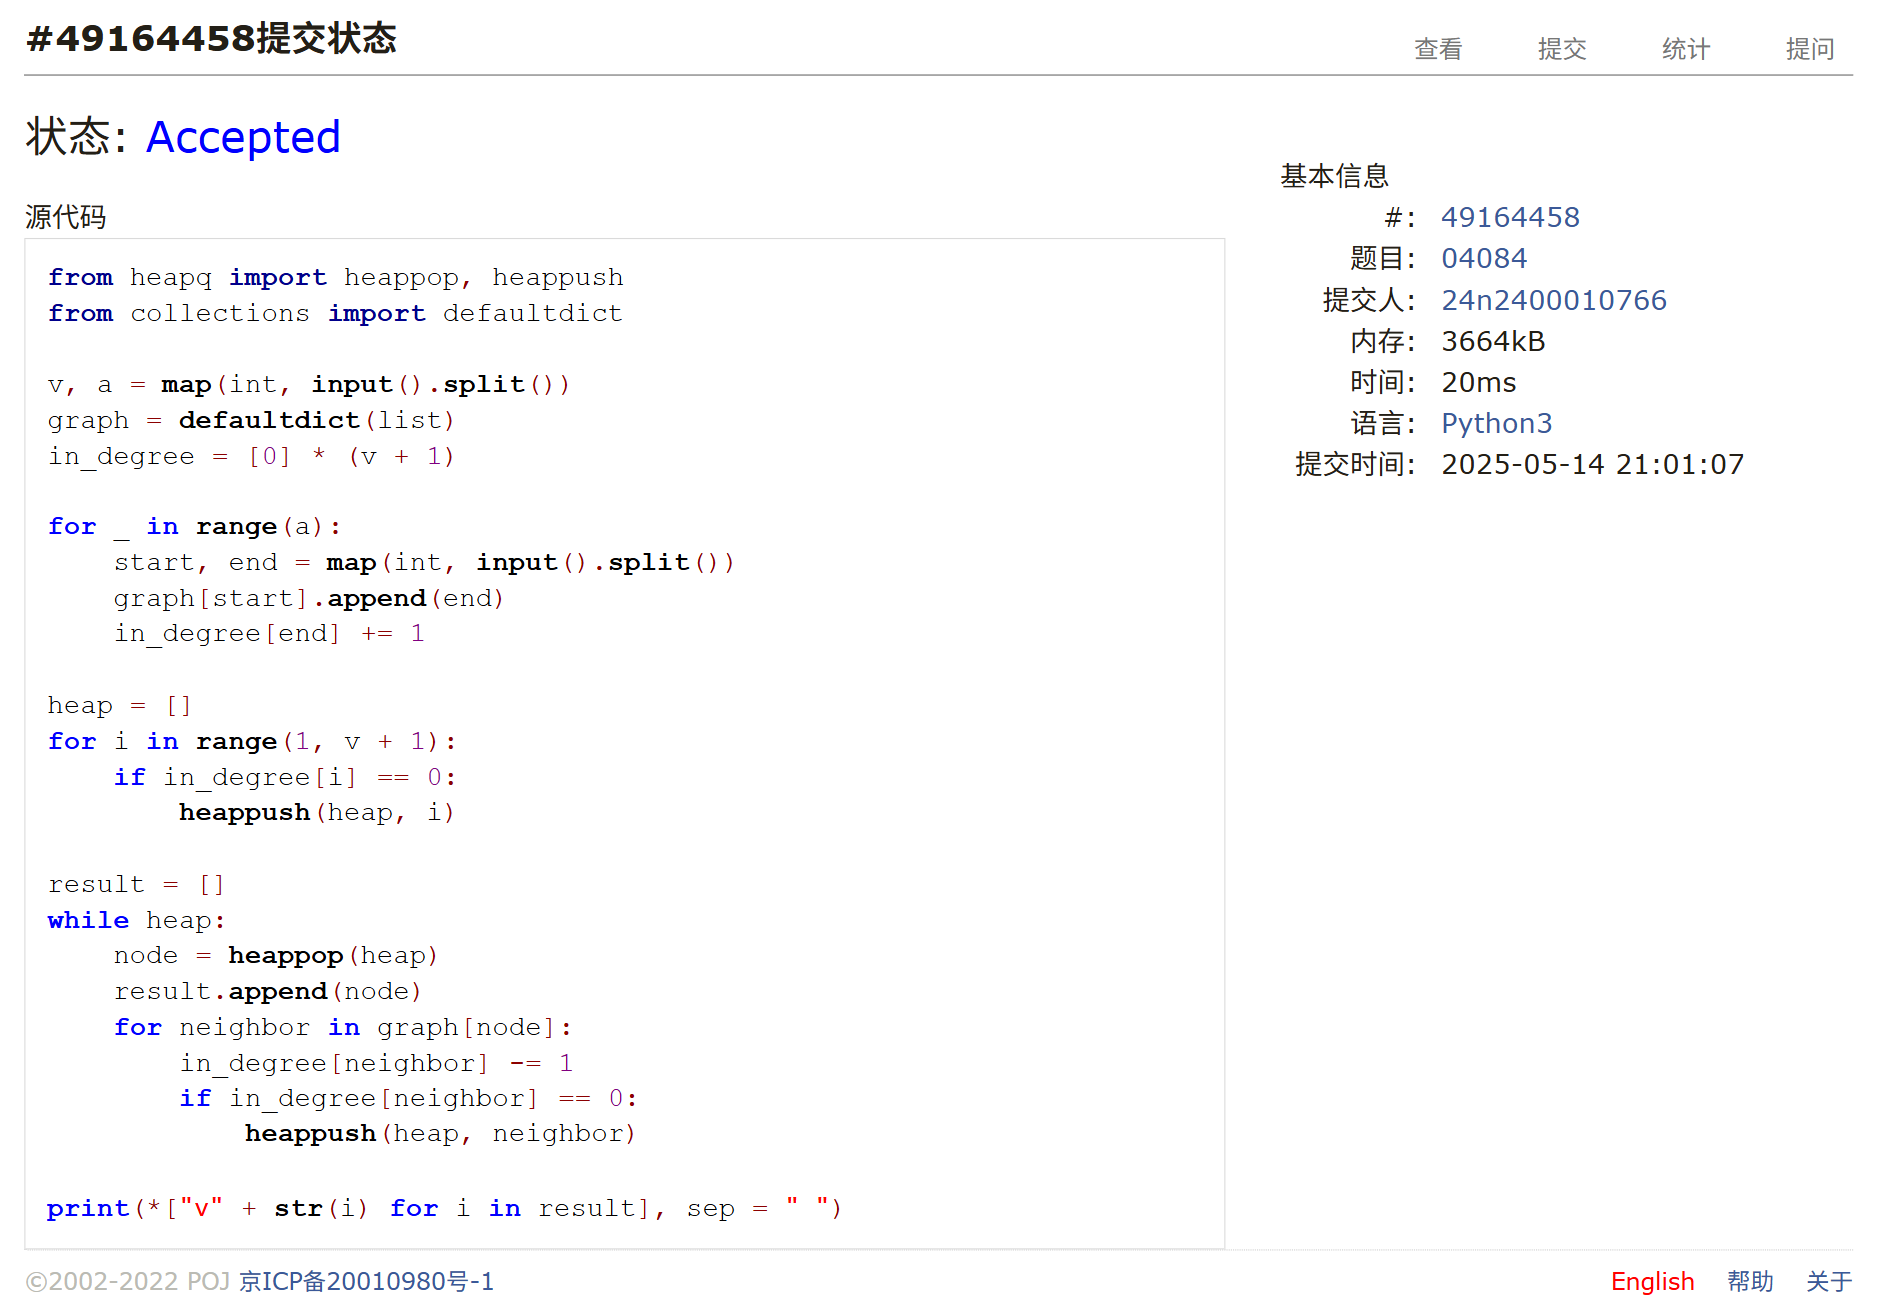 #49164458提交状态
查看 提交 统计 提问
状态: Accepted
源代码
from heapq import heappop, heappush
from collections import defaultdict

v, a = map(int, input().split())
graph = defaultdict(list)
in_degree = [0] * (v + 1)

for _ in range(a):
    start, end = map(int, input().split())
    graph[start].append(end)
    in_degree[end] += 1

heap = []
for i in range(1, v + 1):
    if in_degree[i] == 0:
        heappush(heap, i)

result = []
while heap:
    node = heappop(heap)
    result.append(node)
    for neighbor in graph[node]:
        in_degree[neighbor] -= 1
        if in_degree[neighbor] == 0:
            heappush(heap, neighbor)

print(*["v" + str(i) for i in result], sep = " ")
基本信息
#: 49164458
题目: 04084
提交人: 24n2400010766
内存: 3664kB
时间: 20ms
语言: Python3
提交时间: 2025-05-14 21:01:07
©2002-2022 POJ 京ICP备20010980号-1
English 帮助 关于